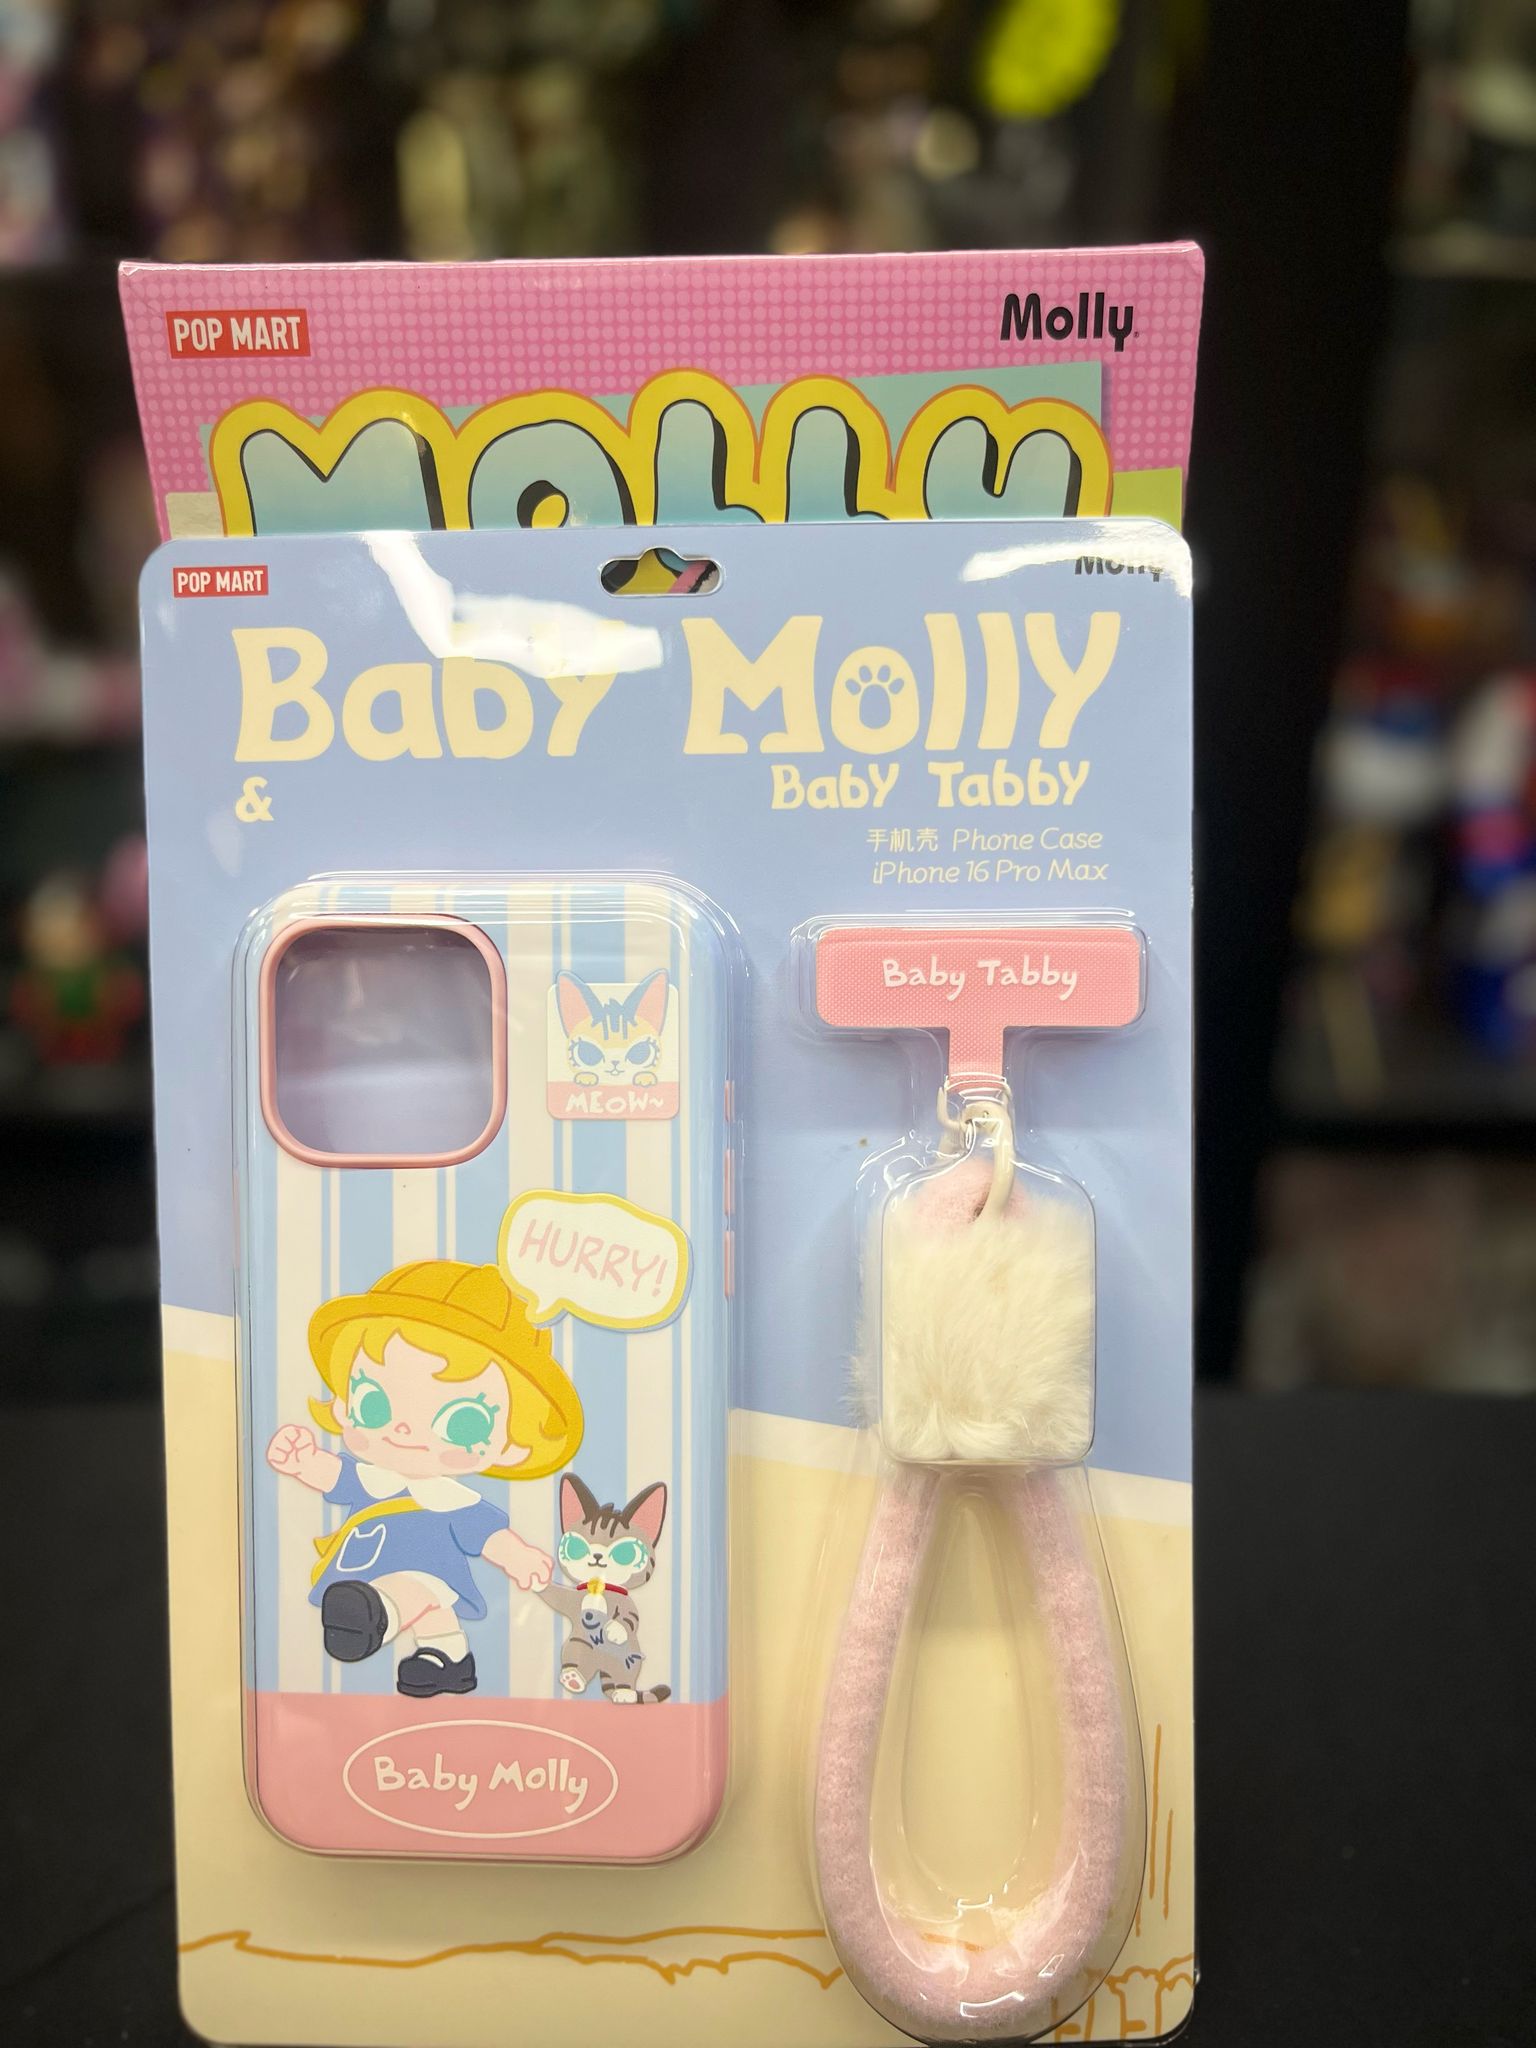 POP MART
Molly
MOLLY
POP MART
Molly
Baby Molly
& Baby Tabby
手机壳 Phone Case
iPhone 16 Pro Max
Baby Tabby
MEOW~
HURRY!
Baby Molly